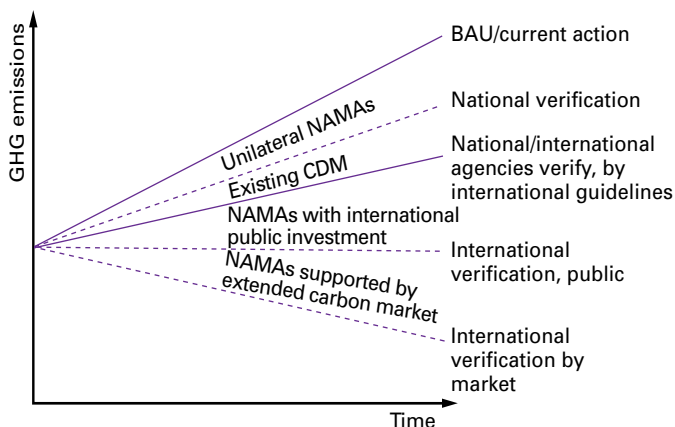 GHG emissions
BAU/current action
Unilateral NAMAs
National verification
Existing CDM
National/international
agencies verify, by
international guidelines
NAMAs with international
public investment
International
verification, public
NAMAs supported by
extended carbon market
International
verification by
market
Time